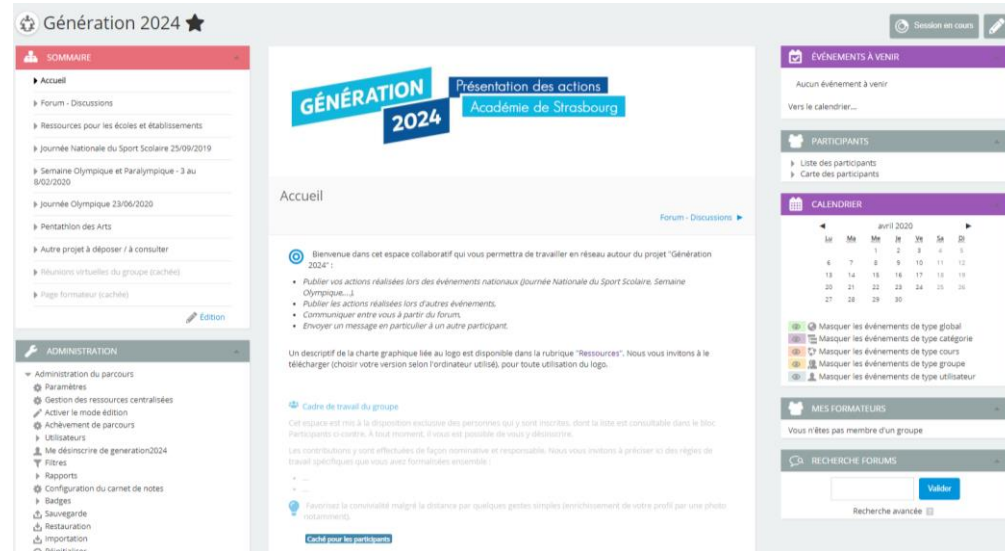 Génération 2024
Session en cours
SOMMAIRE
Accueil
Forum - Discussions
Ressources pour les écoles et établissements
Journée Nationale du Sport Scolaire 25/09/2019
Semaine Olympique et Paralympique - 3 au
8/02/2020
Journée Olympique 23/06/2020
Pentathlon des Arts
Autre projet à déposer / à consulter
Réunions virtuelles du groupe (cachée)
Page formateur (cachée)
Edition
ADMINISTRATION
Administration du parcours
Paramètres
Gestion des ressources centralisées
Activer le mode édition
Achèvement de parcours
Utilisateurs
Me désinscrire de generation2024
Filtres
Rapports
Configuration du carnet de notes
Badges
Sauvegarde
Restauration
Importation
Réinitialiser
GÉNÉRATION
2024
Présentation des actions
Académie de Strasbourg
Accueil
Forum - Discussions
Bienvenue dans cet espace collaboratif qui vous permettra de travailler en réseau autour du projet "Génération
2024" :
Publier vos actions réalisées lors des événements nationaux (Journée Nationale du Sport Scolaire, Semaine
Olympique,...).
Publier les actions réalisées lors d'autres événements.
Communiquer entre vous à partir du forum,
Envoyer un message en particulier à un autre participant.
Un descriptif de la charte graphique liée au logo est disponible dans la rubrique "Ressources". Nous vous invitons à le
télécharger (choisir votre version selon l'ordinateur utilisé), pour toute utilisation du logo.
Cadre de travail du groupe
Cet espace est mis à la disposition exclusive des personnes qui y sont inscrites, dont la liste est consultable dans le bloc
Participants ci-contre. À tout moment, il vous est possible de vous y désinscrire.
Les contributions y sont effectuées de façon nominative et responsable. Nous vous invitons à préciser ici des règles de
travail spécifiques que vous avez formalisées ensemble :
...
...
Favorisez la convivialité malgré la distance par quelques gestes simples (enrichissement de votre profil par une photo
notamment).
Caché pour les participants
ÉVÉNEMENTS À VENIR
Aucun événement à venir
Vers le calendrier...
PARTICIPANTS
Liste des participants
Carte des participants
CALENDRIER
avril 2020
Lu Ma Me Je Ve Sa Di
1 2 3 4 5
6 7 8 9 10 11 12
13 14 15 16 17 18 19
20 21 22 23 24 25 26
27 28 29 30
Masquer les événements de type global
Masquer les événements de type catégorie
Masquer les événements de type cours
Masquer les événements de type groupe
Masquer les événements de type utilisateur
MES FORMATEURS
Vous n'êtes pas membre d'un groupe
RECHERCHE FORUMS
Valider
Recherche avancée